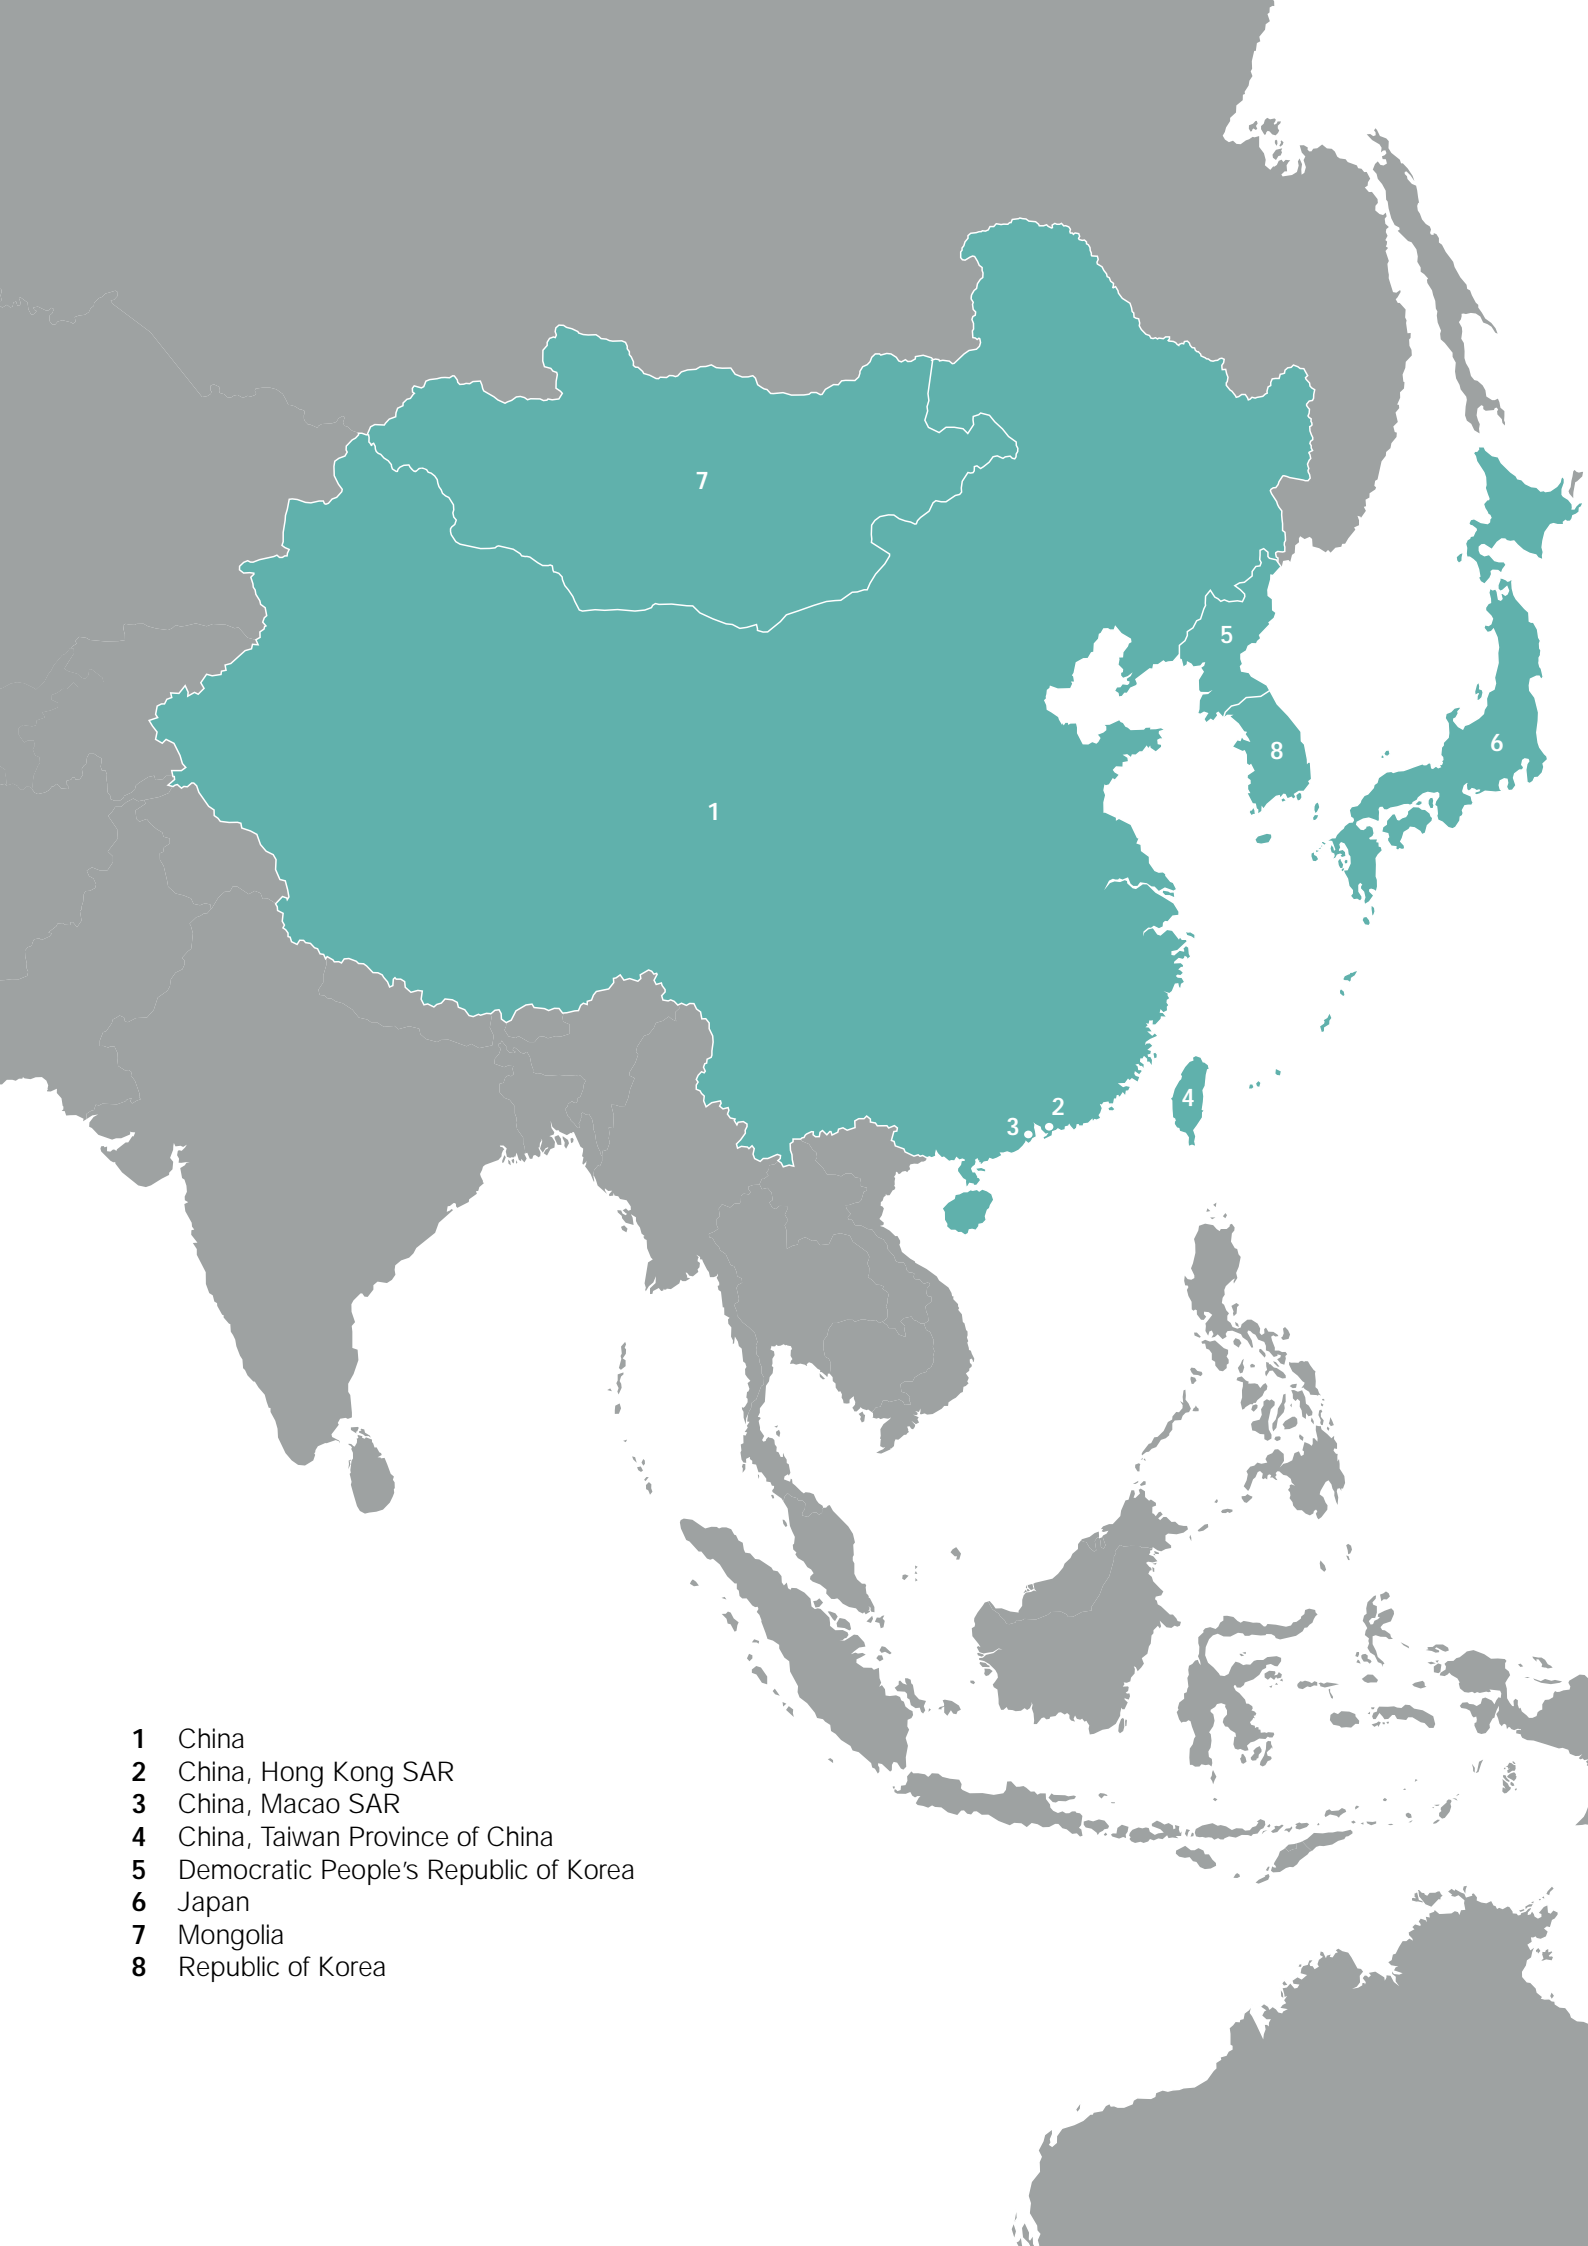 7
5
6
8
1
2
4
3
1 China
2 China, Hong Kong SAR
3 China, Macao SAR
4 China, Taiwan Province of China
5 Democratic People’s Republic of Korea
6 Japan
7 Mongolia
8 Republic of Korea